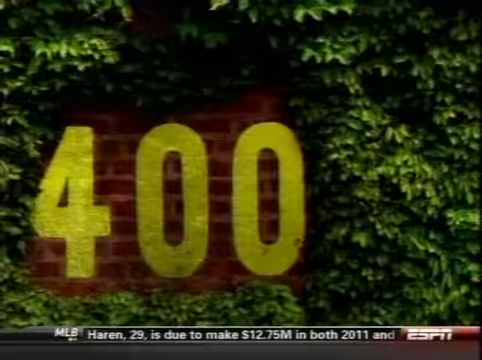 400
MLB Haren, 29, is due to make $12.75M in both 2011 and ESPN